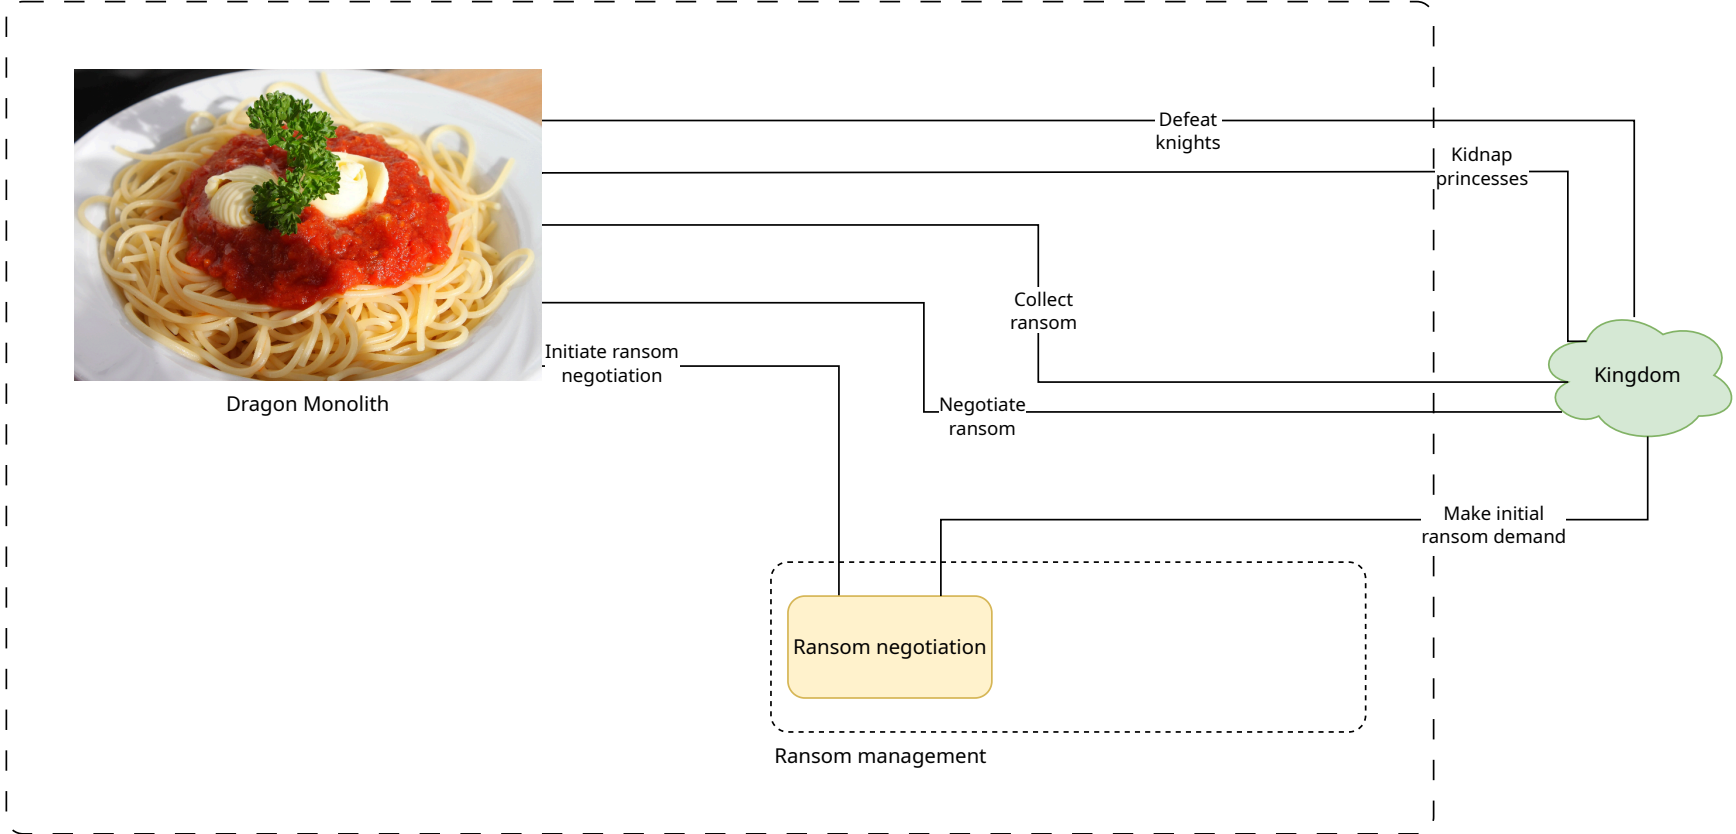 Defeat
knights
Kidnap
princesses
Collect
ransom
Initiate ransom
negotiation
Kingdom
Dragon Monolith
Negotiate
ransom
Make initial
ransom demand
Ransom negotiation
Ransom management